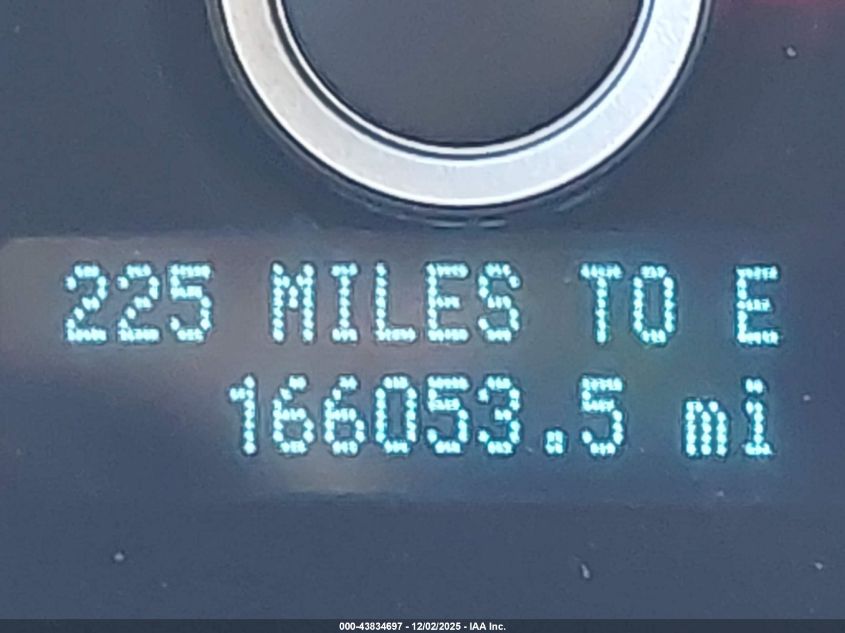 225 MILES TO E
166053.5 mi
000-43834697 - 12/02/2025 - IAA Inc.